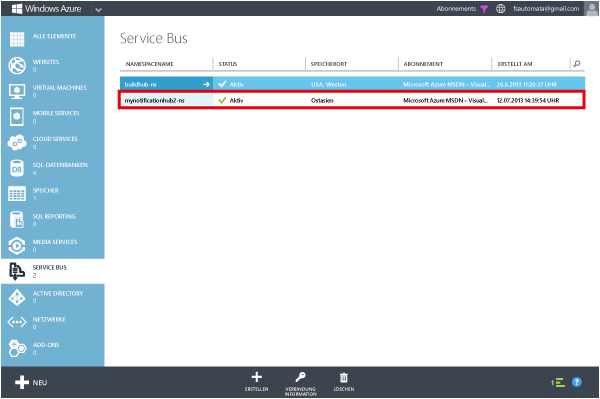 Windows Azure
Abonnements
fsautomata@gmail.com
ALLE ELEMENTE
WEBSITES
0
VIRTUAL MACHINES
0
MOBILE SERVICES
0
CLOUD SERVICES
0
SQL-DATENBANKEN
4
SPEICHER
1
SQL REPORTING
0
MEDIA SERVICES
0
SERVICE BUS
2
ACTIVE DIRECTORY
0
NETZWERKE
0
ADD-ONS
0
Service Bus
NAMESPACENAME STATUS SPEICHERORT ABONNEMENT ERSTELLT AM
buildhub-ns Aktiv USA, Westen Microsoft Azure MSDN – Visual... 26.6.2013 11:26:37 UHR
mynotificationhub2-ns Aktiv Ostasien Microsoft Azure MSDN – Visual... 12.07.2013 14:39:54 UHR
NEU
ERSTELLEN
VERBINDUNG
INFORMATION
LÖSCHEN
1
?